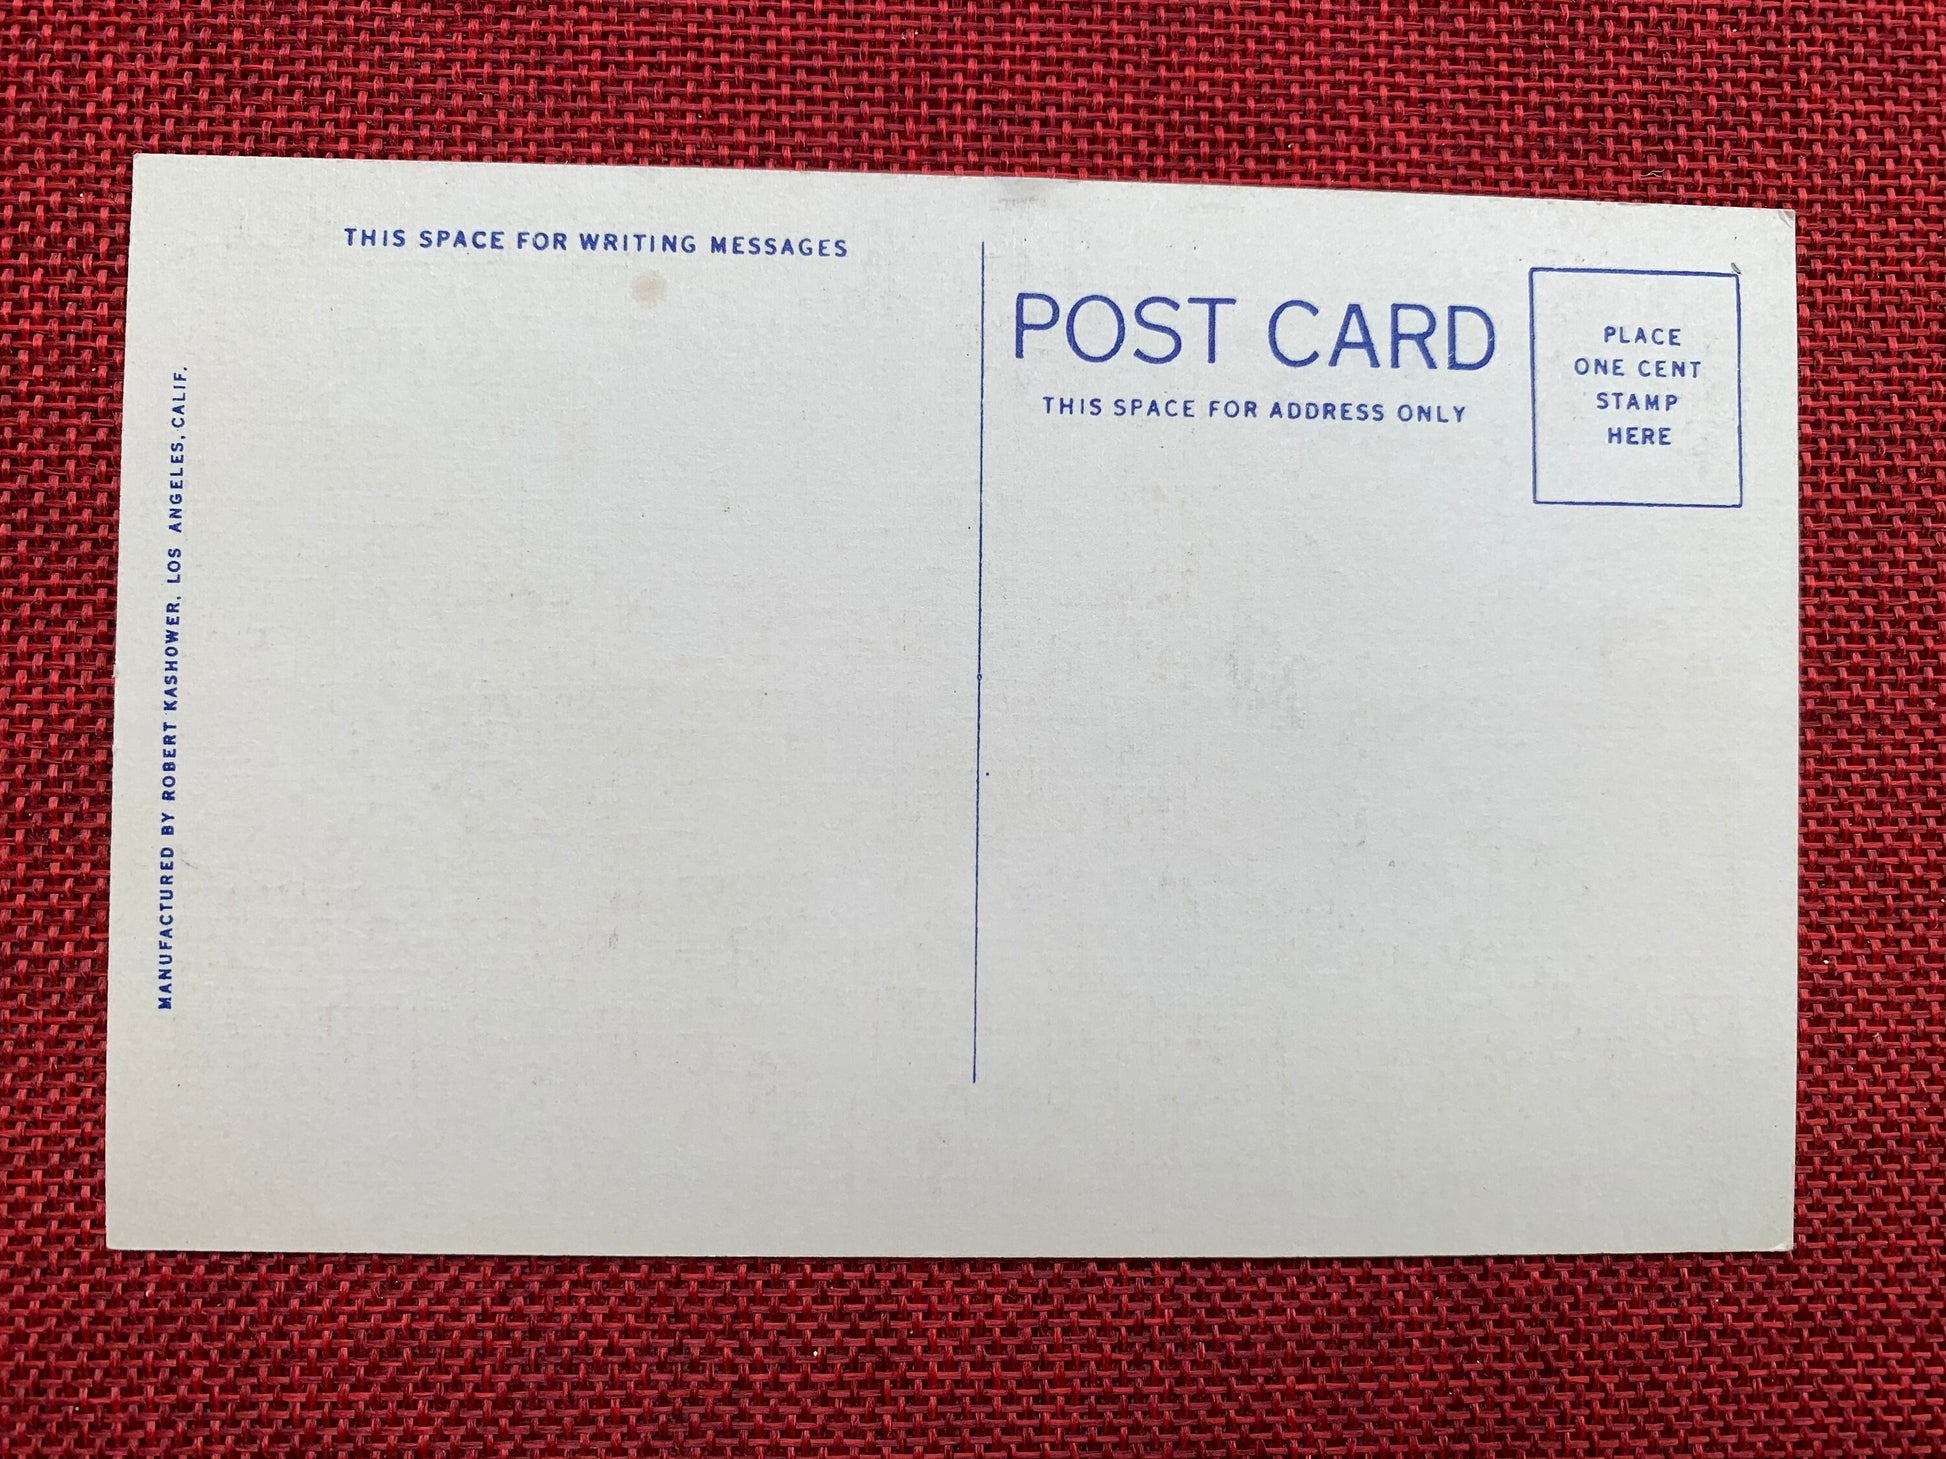 THIS SPACE FOR WRITING MESSAGES
POST CARD
THIS SPACE FOR ADDRESS ONLY
PLACE
ONE CENT
STAMP
HERE
MANUFACTURED BY ROBERT KASHOWER, LOS ANGELES, CALIF.